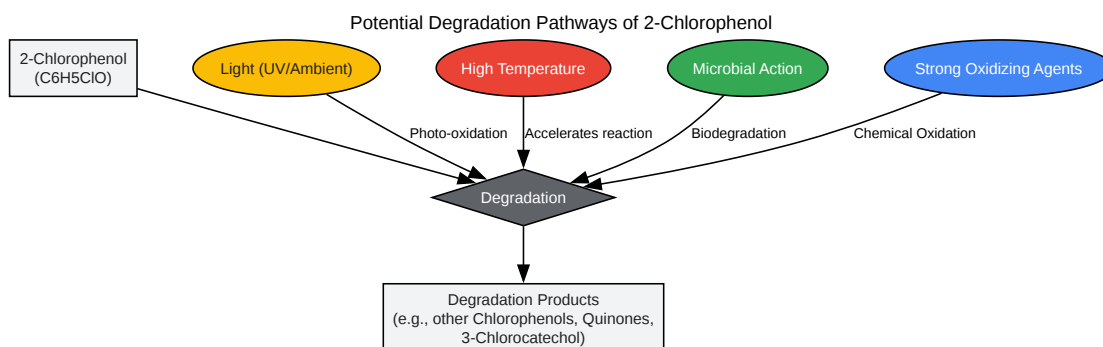 Potential Degradation Pathways of 2-Chlorophenol
2-Chlorophenol
(C6H5ClO)
Light (UV/Ambient)
High Temperature
Microbial Action
Strong Oxidizing Agents
Photo-oxidation
Accelerates reaction
Biodegradation
Chemical Oxidation
Degradation
Degradation Products
(e.g., other Chlorophenols, Quinones,
3-Chlorocatechol)